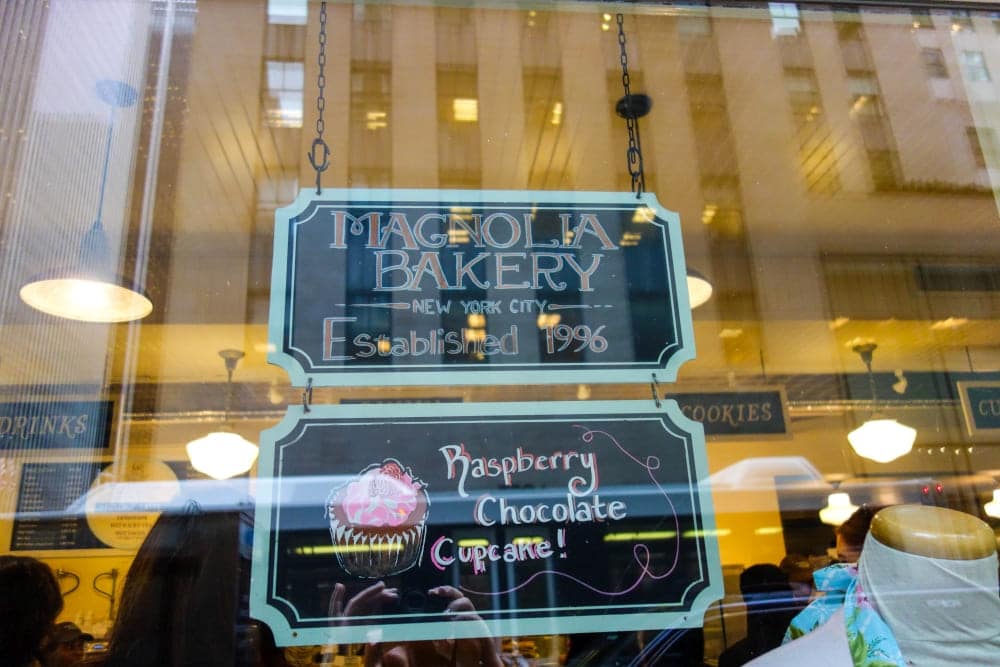 MAGNOLIA
BAKERY
NEW YORK CITY
Established 1996
DRINKS
COOKIES
Raspberry
Chocolate
Cupcake!